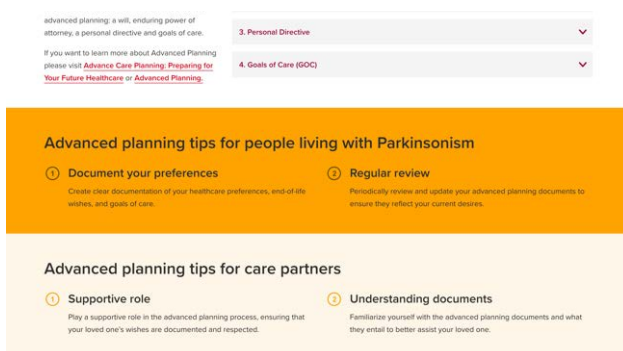 advanced planning: a will, enduring power of
attorney, a personal directive and goals of care.
If you want to learn more about Advanced Planning
please visit Advance Care Planning: Preparing for
Your Future Healthcare or Advanced Planning.
3. Personal Directive
4. Goals of Care (GOC)
Advanced planning tips for people living with Parkinsonism
1 Document your preferences
Create clear documentation of your healthcare preferences, end-of-life
wishes, and goals of care.
2 Regular review
Periodically review and update your advanced planning documents to
ensure they reflect your current desires.
Advanced planning tips for care partners
1 Supportive role
Play a supportive role in the advanced planning process, ensuring that
your loved one's wishes are documented and respected.
2 Understanding documents
Familiarize yourself with the advanced planning documents and what
they entail to better assist your loved one.